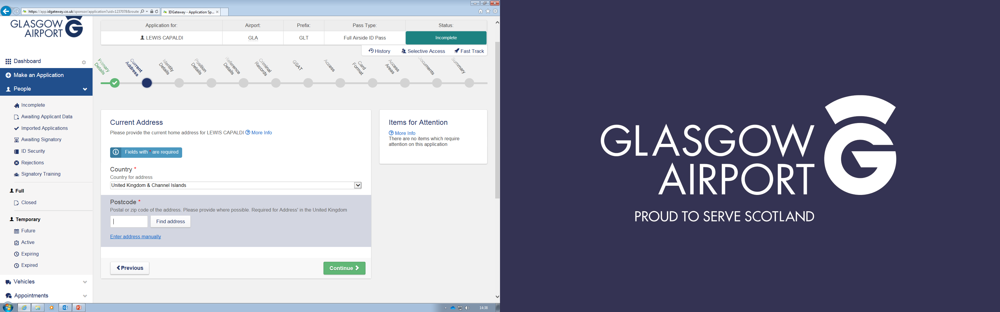 https://app.idgateway.co.uk/sponsor/application?uid=1237078&route
IDGateway - Application Sp...
GLASGOW
AIRPORT
Dashboard
Make an Application
People
Incomplete
Awaiting Applicant Data
Imported Applications
Awaiting Signatory
ID Security
Rejections
Signatory Training
Full
Closed
Temporary
Future
Active
Expiring
Expired
Vehicles
Appointments
Application for:
Airport:
Prefix:
Pass Type:
Status:
LEWIS CAPALDI
GLA
GLT
Full Airside ID Pass
Incomplete
History
Selective Access
Fast Track
Primary
Details
Current
Address
Identity
Details
Position
Details
Reference
Details
Criminal
Records
GSAT
Access
Card
Format
Access
Areas
Documents
Summary
Current Address
Please provide the current home address for LEWIS CAPALDI More Info
Fields with * are required
Country *
Country for address
United Kingdom & Channel Islands
Postcode *
Postal or zip code of the address. Please provide where possible. Required for Address' in the United Kingdom
Find address
Enter address manually
Previous
Continue
Items for Attention
More Info
There are no items which require
attention on this application
14:38
GLASGOW
AIRPORT
PROUD TO SERVE SCOTLAND